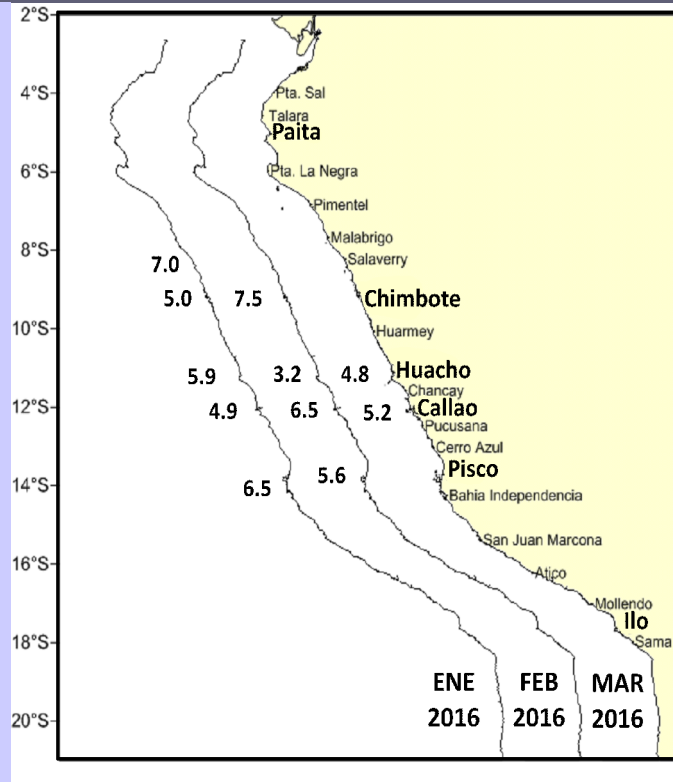 2°S
4°S
Pta. Sal
Talara
Paita
6°S
Pta. La Negra
Pimentel
Malabrigo
8°S
Salaverry
7.0
5.0 7.5 Chimbote
10°S
Huarmey
5.9 3.2 4.8 Huacho
Chancay
12°S
4.9 6.5 5.2 Callao
Pucusana
Cerro Azul
Pisco
14°S
6.5 5.6
Bahia Independencia
San Juan Marcona
16°S
Atico
Mollendo
Ilo
18°S
Sama
ENE FEB MAR
2016 2016 2016
20°S